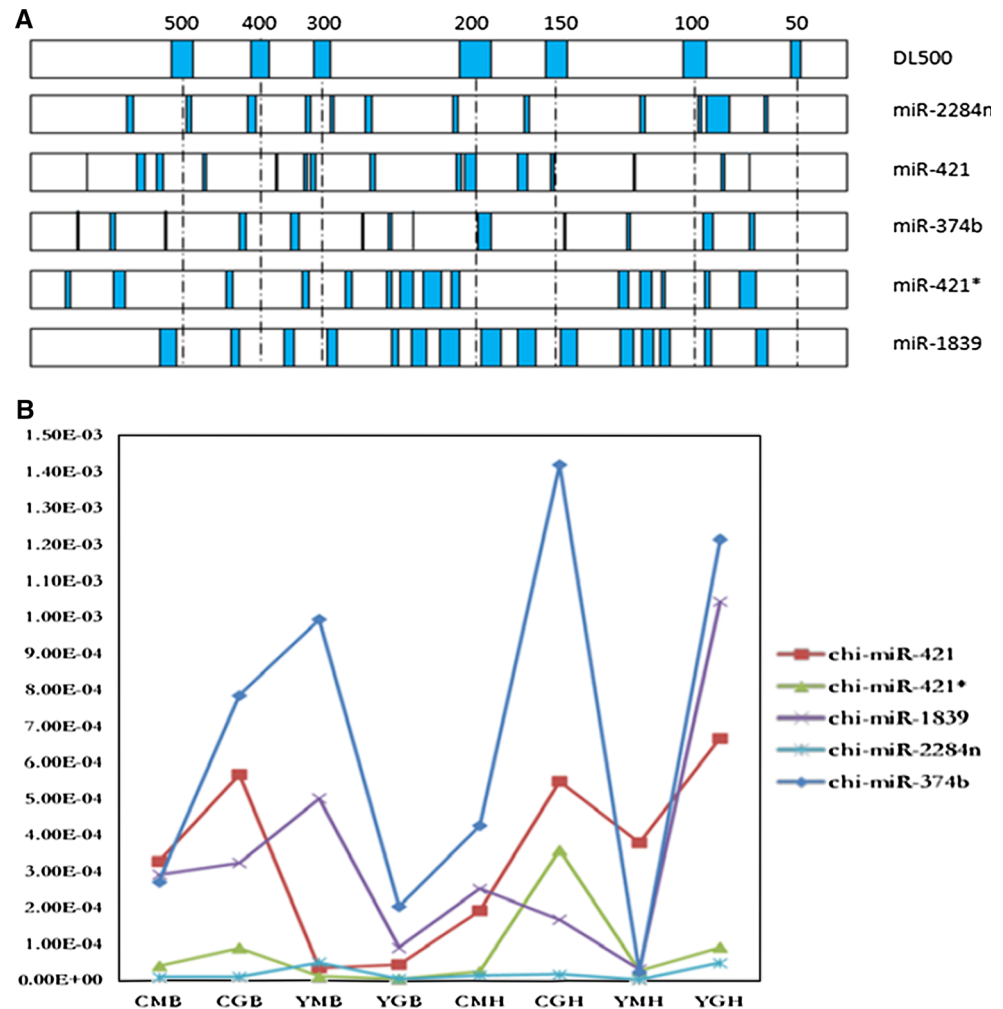 A
500 400 300 200 150 100 50
DL500
miR-2284n
miR-421
miR-374b
miR-421*
miR-1839
B
1.50E-03
1.40E-03
1.30E-03
1.20E-03
1.10E-03
1.00E-03
9.00E-04
8.00E-04
7.00E-04
6.00E-04
5.00E-04
4.00E-04
3.00E-04
2.00E-04
1.00E-04
0.00E+00
CMB CGB YMB YGB CMH CGH YMH YGH
chi-miR-421
chi-miR-421*
chi-miR-1839
chi-miR-2284n
chi-miR-374b